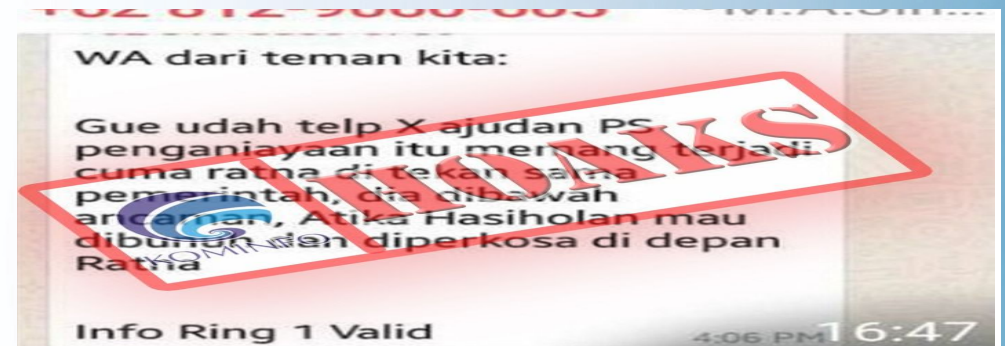 WA dari teman kita:
Gue udah telp X ajudan PS
penganiayaan itu memang terjadi
cuma ratna di tekan sama
pemerintah, dia dibawah
ancaman, Atika Hasiholan mau
dibunuh dan diperkosa di depan
Ratna
HOAKS
KOMINFO
Info Ring 1 Valid
4:06 PM
16:47